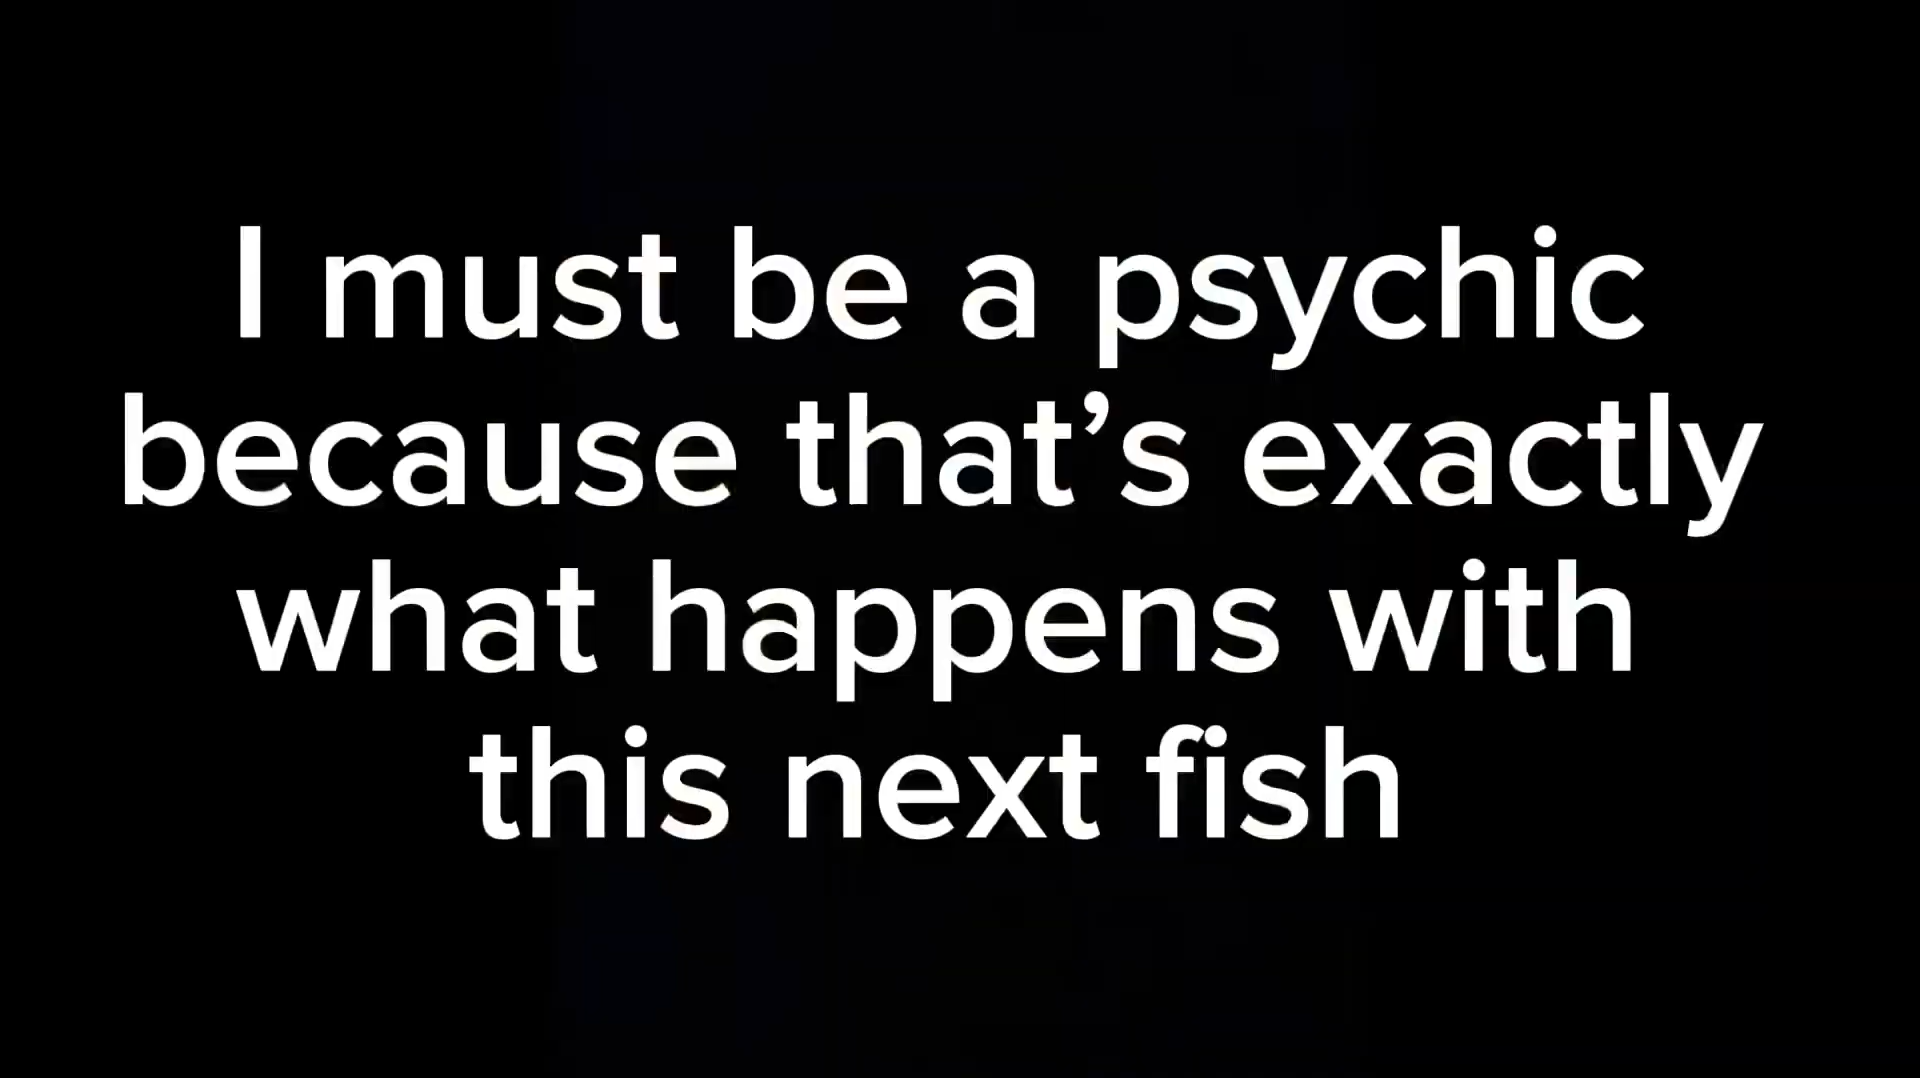 I must be a psychic
because that’s exactly
what happens with
this next fish